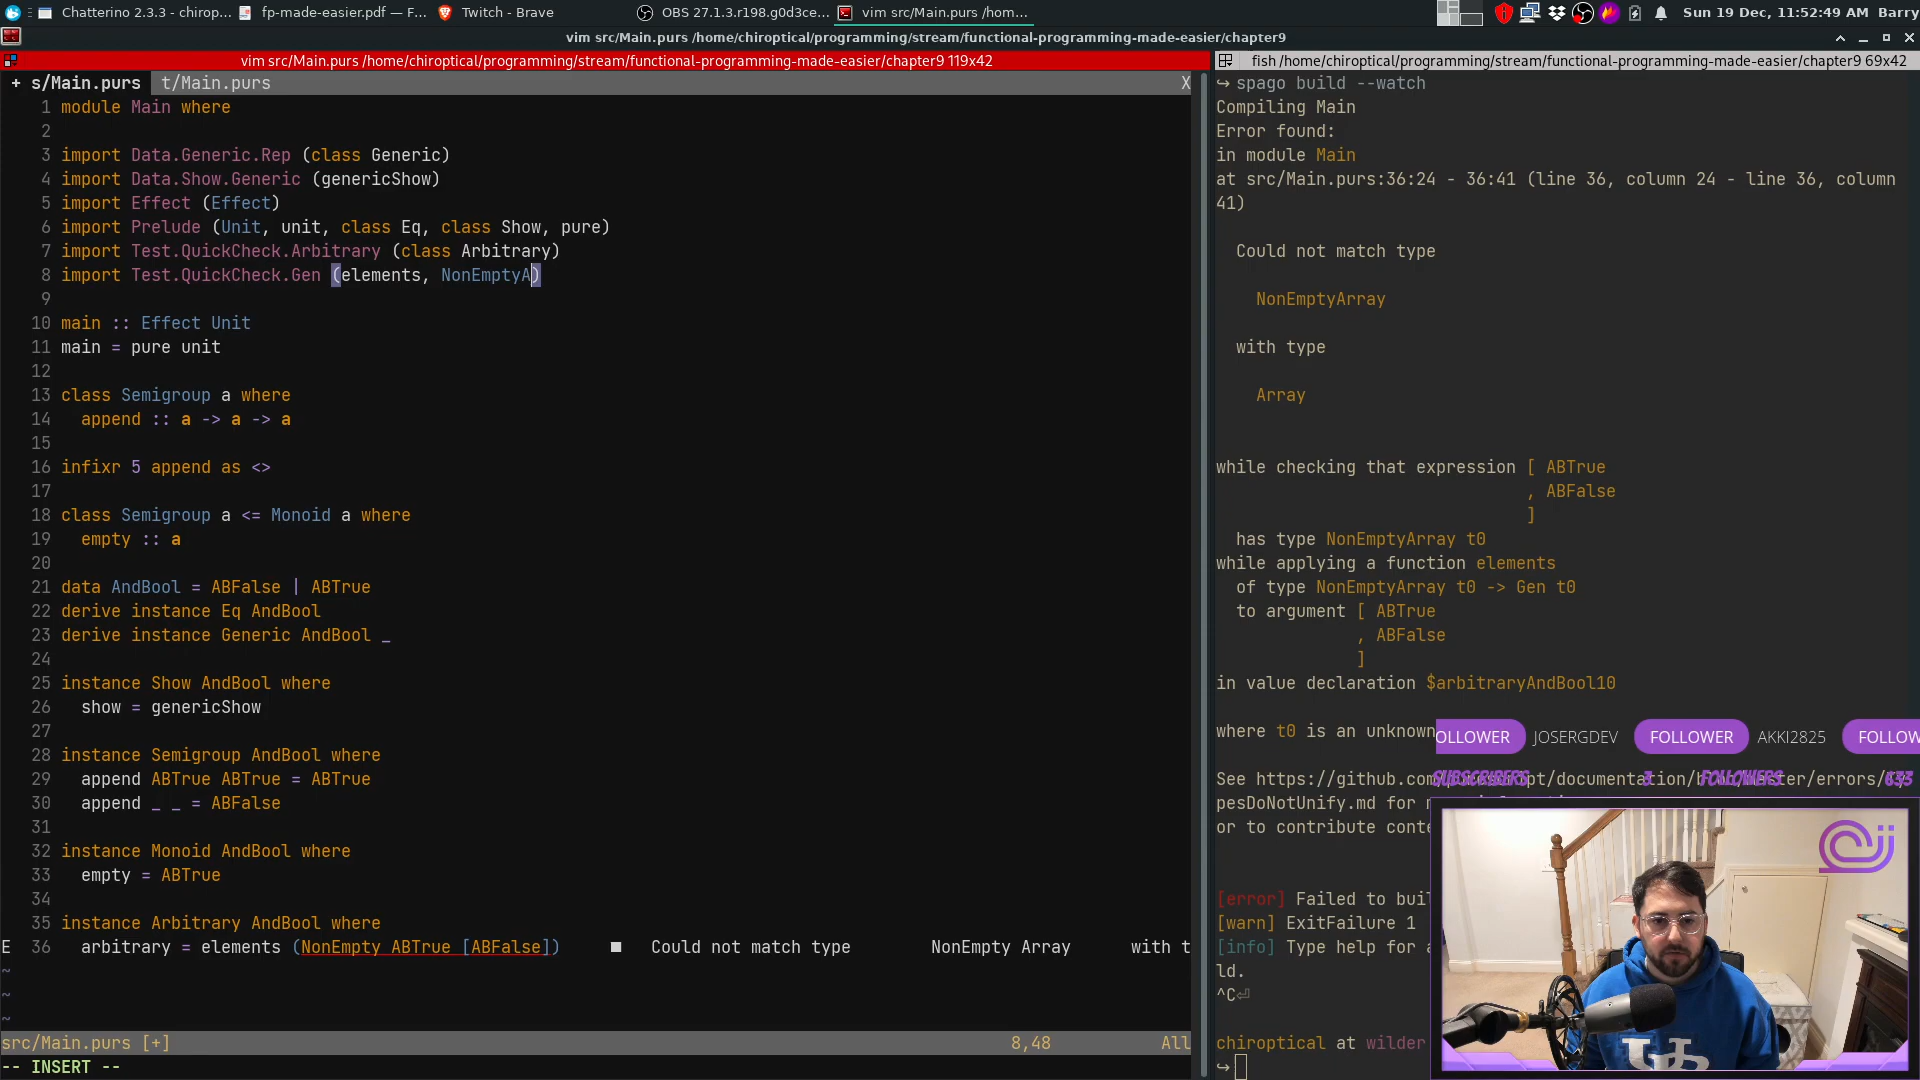 Chatterino 2.3.3 - chirop...
fp-made-easier.pdf — F...
Twitch - Brave
OBS 27.1.3.r198.g0d3ce...
vim src/Main.purs /hom...
Sun 19 Dec, 11:52:49 AM
Barry
vim src/Main.purs /home/chiroptical/programming/stream/functional-programming-made-easier/chapter9
vim src/Main.purs /home/chiroptical/programming/stream/functional-programming-made-easier/chapter9 119x42
+ s/Main.purs  t/Main.purs X
1 module Main where
2
3 import Data.Generic.Rep (class Generic)
4 import Data.Show.Generic (genericShow)
5 import Effect (Effect)
6 import Prelude (Unit, unit, class Eq, class Show, pure)
7 import Test.QuickCheck.Arbitrary (class Arbitrary)
8 import Test.QuickCheck.Gen (elements, NonEmptyA)
9
10 main :: Effect Unit
11 main = pure unit
12
13 class Semigroup a where
14   append :: a -> a -> a
15
16 infixr 5 append as <>
17
18 class Semigroup a <= Monoid a where
19   empty :: a
20
21 data AndBool = ABFalse | ABTrue
22 derive instance Eq AndBool
23 derive instance Generic AndBool _
24
25 instance Show AndBool where
26   show = genericShow
27
28 instance Semigroup AndBool where
29   append ABTrue ABTrue = ABTrue
30   append _ _ = ABFalse
31
32 instance Monoid AndBool where
33   empty = ABTrue
34
35 instance Arbitrary AndBool where
E 36   arbitrary = elements (NonEmpty ABTrue [ABFalse])     ■   Could not match type        NonEmpty Array      with t
~
~
~
src/Main.purs [+] 8,48 All
-- INSERT --
fish /home/chiroptical/programming/stream/functional-programming-made-easier/chapter9 69x42
↪ spago build --watch
Compiling Main
Error found:
in module Main
at src/Main.purs:36:24 - 36:41 (line 36, column 24 - line 36, column
41)
  Could not match type
    NonEmptyArray
  with type
    Array
while checking that expression [ ABTrue
                               , ABFalse
                               ]
  has type NonEmptyArray t0
while applying a function elements
  of type NonEmptyArray t0 -> Gen t0
  to argument [ ABTrue
              , ABFalse
              ]
in value declaration $arbitraryAndBool10
where t0 is an unknown
See https://github.com/
pt/documentation/
master/errors/
pesDoNotUnify.md for
or to contribute conte
[error] Failed to buil
[warn] ExitFailure 1
[info] Type help for a
ld.
^C⏎
chiroptical at wilder
↪
OLLOWER JOSERGDEV FOLLOWER AKKI2825 FOLLOW
SUBSCRIBERS 3 FOLLOWERS 633